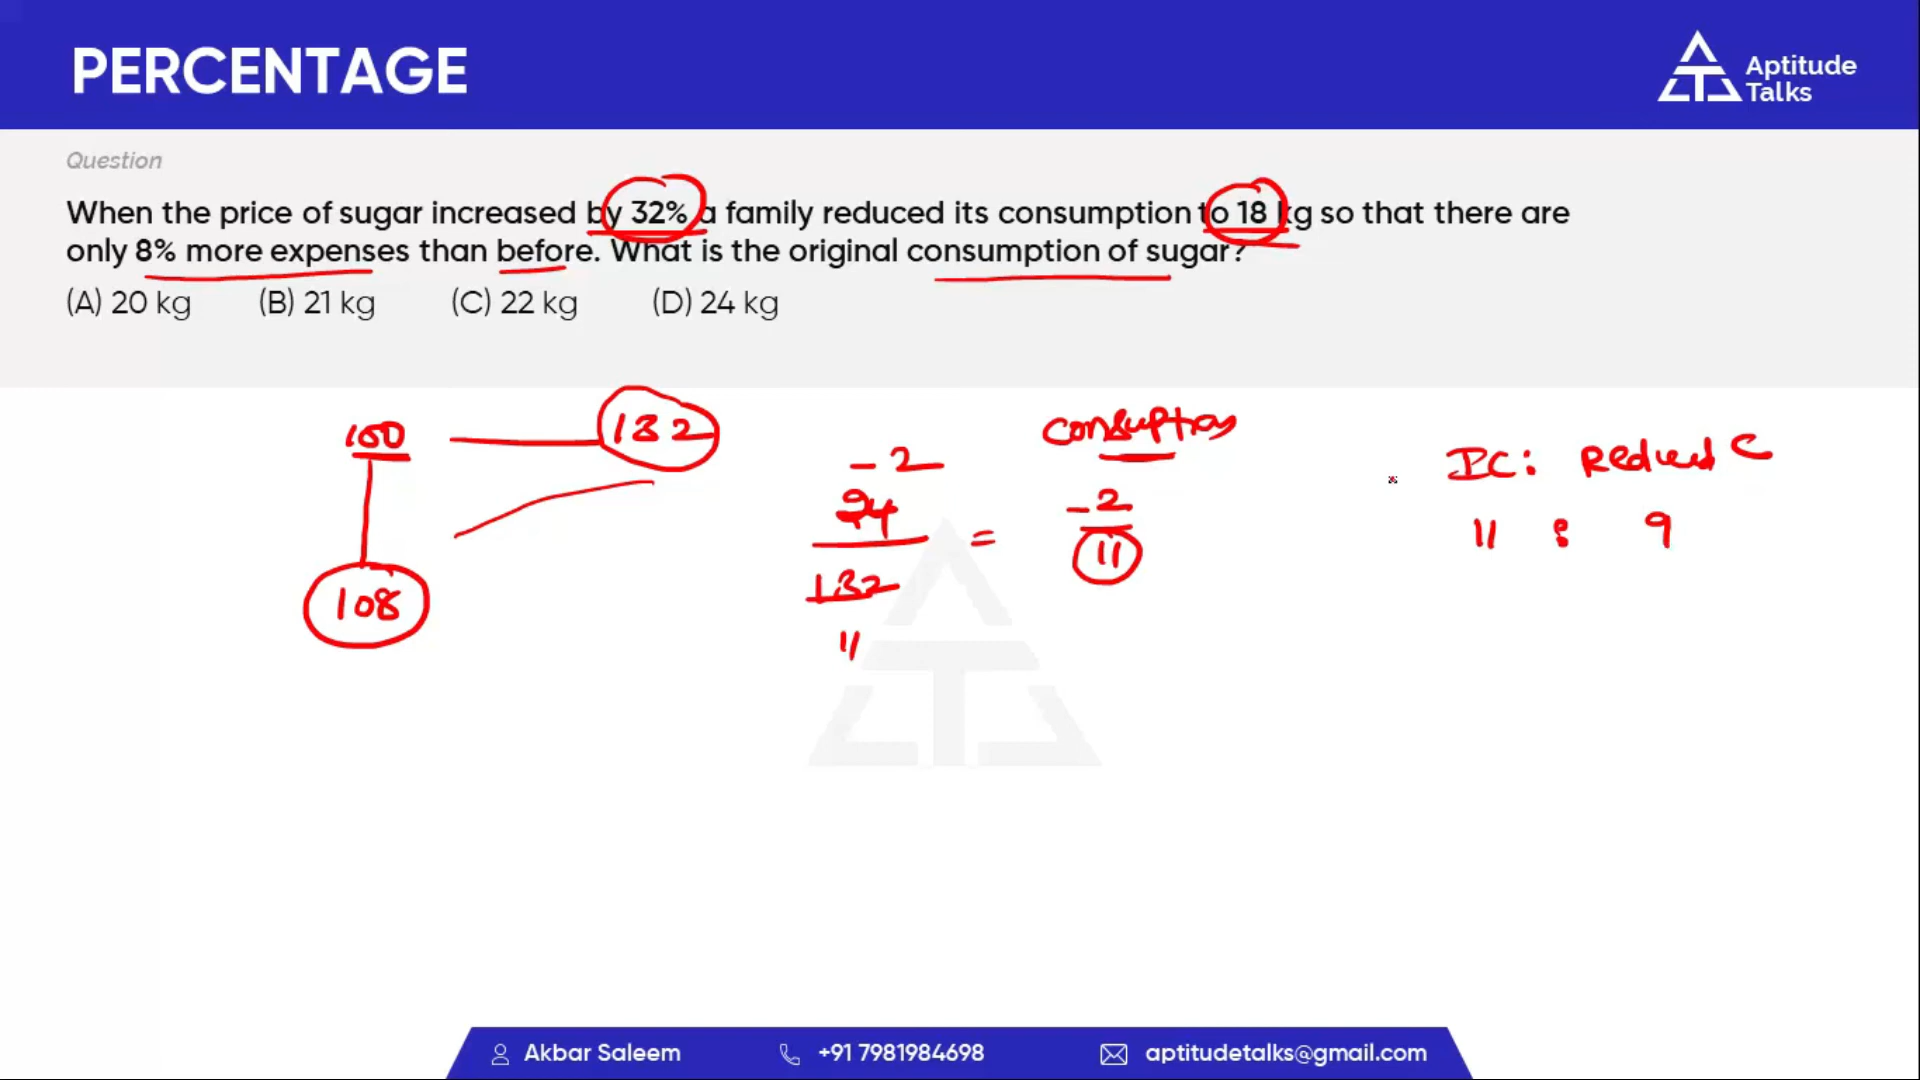 PERCENTAGE
Aptitude
Talks
Question
When the price of sugar increased by 32% a family reduced its consumption to 18 kg so that there are
only 8% more expenses than before. What is the original consumption of sugar?
(A) 20 kg (B) 21 kg (C) 22 kg (D) 24 kg
100 132
108
-2
24
132
11
=
-2
11
IC: Reduced C
11 : 9
Akbar Saleem +91 7981984698 aptitudetalks@gmail.com